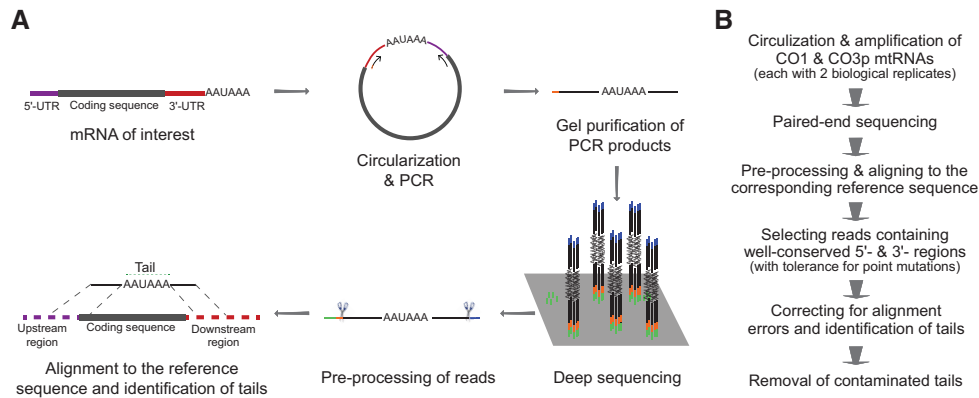 A
AAUAAA
5'-UTR
Coding sequence
3'-UTR
mRNA of interest
AAUAAA
Circularization
& PCR
AAUAAA
Gel purification of
PCR products
Deep sequencing
AAUAAA
Pre-processing of reads
Tail
AAUAAA
Upstream
region
Coding sequence
Downstream
region
Alignment to the reference
sequence and identification of tails
B
Circulization & amplification of
CO1 & CO3p mtRNAs
(each with 2 biological replicates)
Paired-end sequencing
Pre-processing & aligning to the
corresponding reference sequence
Selecting reads containing
well-conserved 5'- & 3'- regions
(with tolerance for point mutations)
Correcting for alignment
errors and identification of tails
Removal of contaminated tails